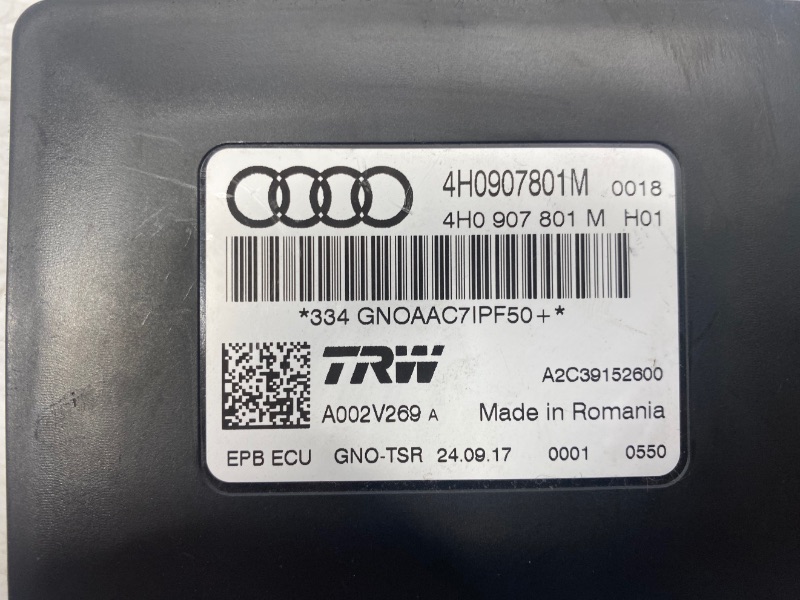 4H0907801M 0018
4H0 907 801 M H01
*334 GNOAAC7IPF50+*
TRW A2C39152600
A002V269 A Made in Romania
EPB ECU GNO-TSR 24.09.17 0001 0550